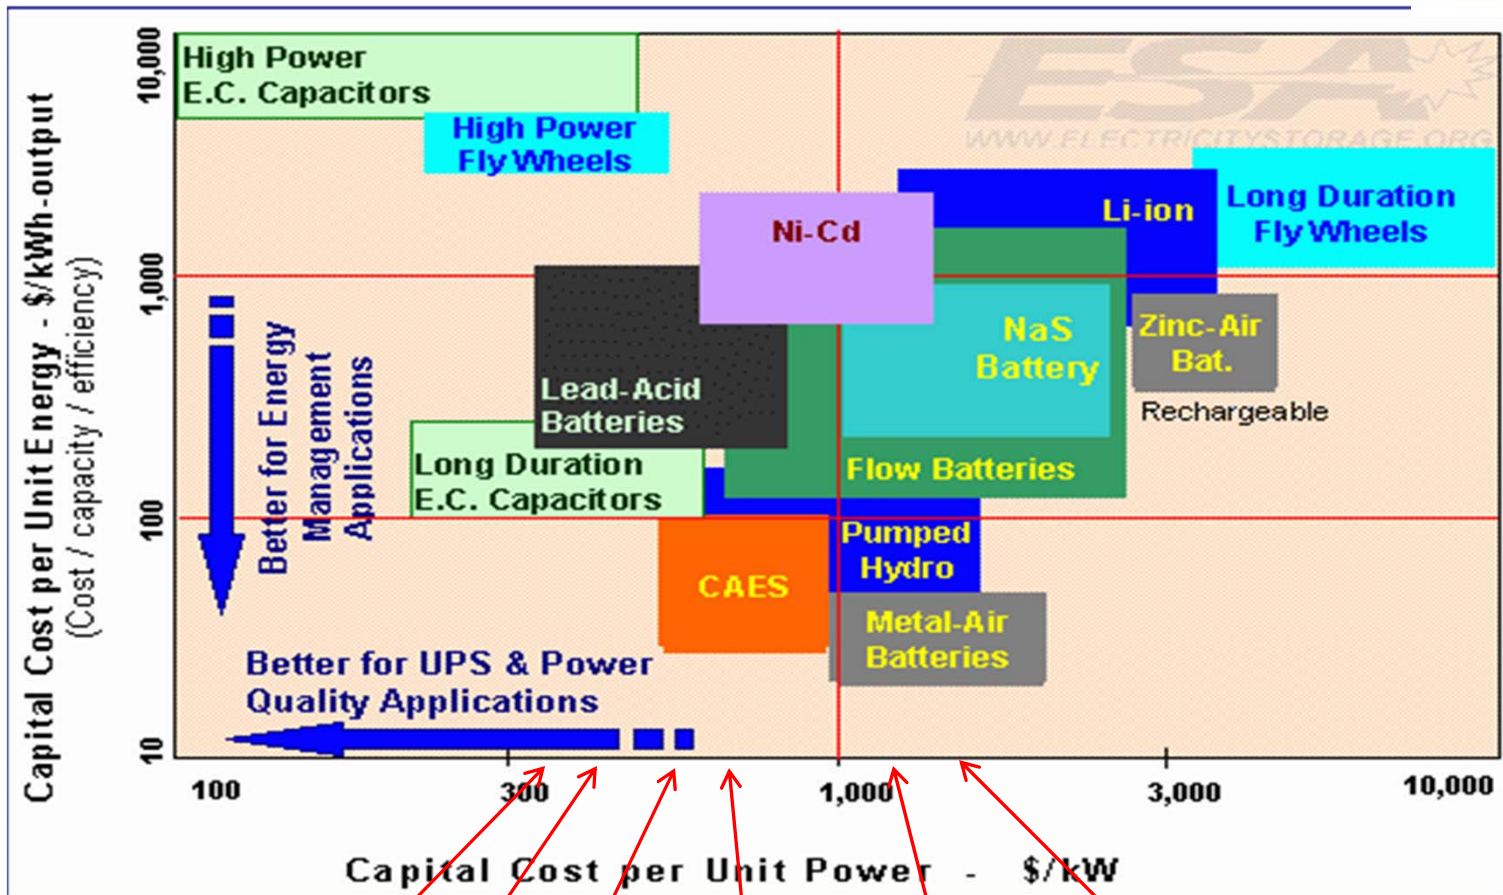 ESA
WWW.ELECTRICITYSTORAGE.ORG
Capital Cost per Unit Energy - $/kWh-output
(Cost / capacity / efficiency)
10,000
1,000
100
10
High Power
E.C. Capacitors
High Power
Fly Wheels
Ni-Cd
Li-ion
Long Duration
Fly Wheels
NaS
Battery
Zinc-Air
Bat.
Rechargeable
Lead-Acid
Batteries
Flow Batteries
Long Duration
E.C. Capacitors
Pumped
Hydro
CAES
Metal-Air
Batteries
Better for Energy
Management
Applications
Better for UPS & Power
Quality Applications
100
300
1,000
3,000
10,000
Capital Cost per Unit Power - $/kW